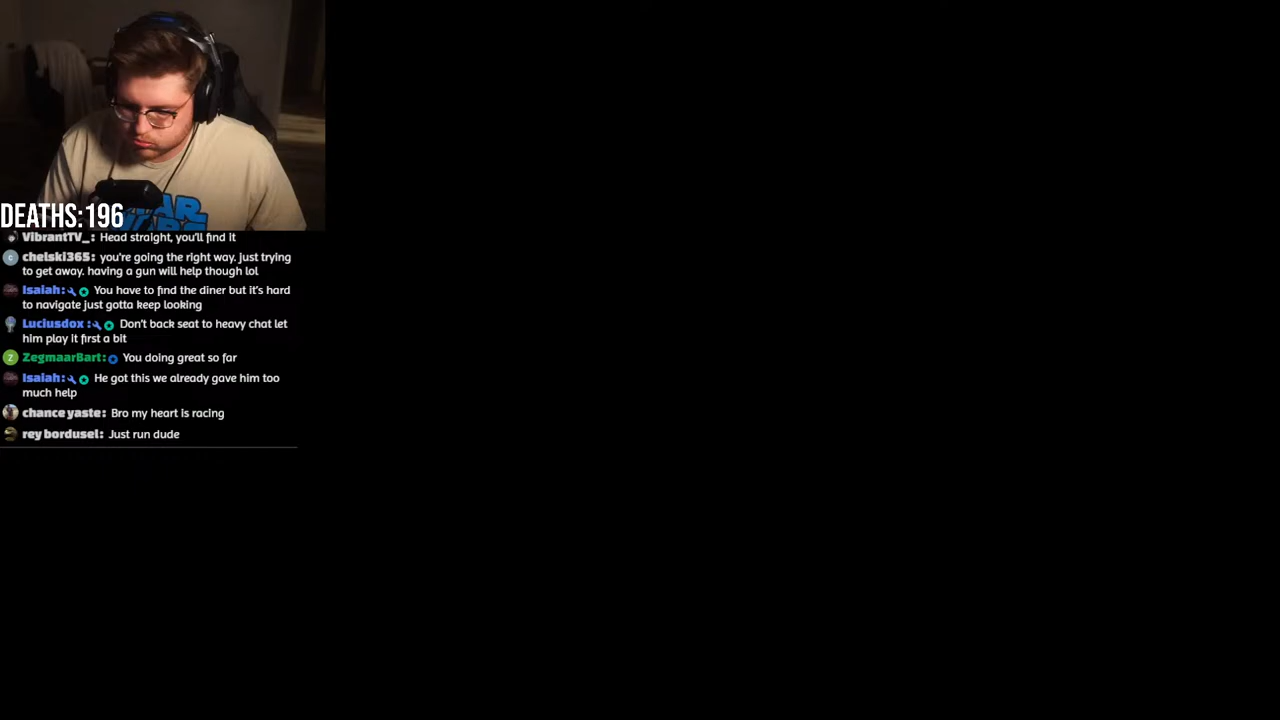 DEATHS:196
VibrantTV_: Head straight, you'll find it
chelski365: you're going the right way. just trying
to get away. having a gun will help though lol
Isaiah: You have to find the diner but it's hard
to navigate just gotta keep looking
Luciusdox : Don't back seat to heavy chat let
him play it first a bit
ZegmaarBart: You doing great so far
Isaiah: He got this we already gave him too
much help
chance yaste: Bro my heart is racing
rey bordusel: Just run dude